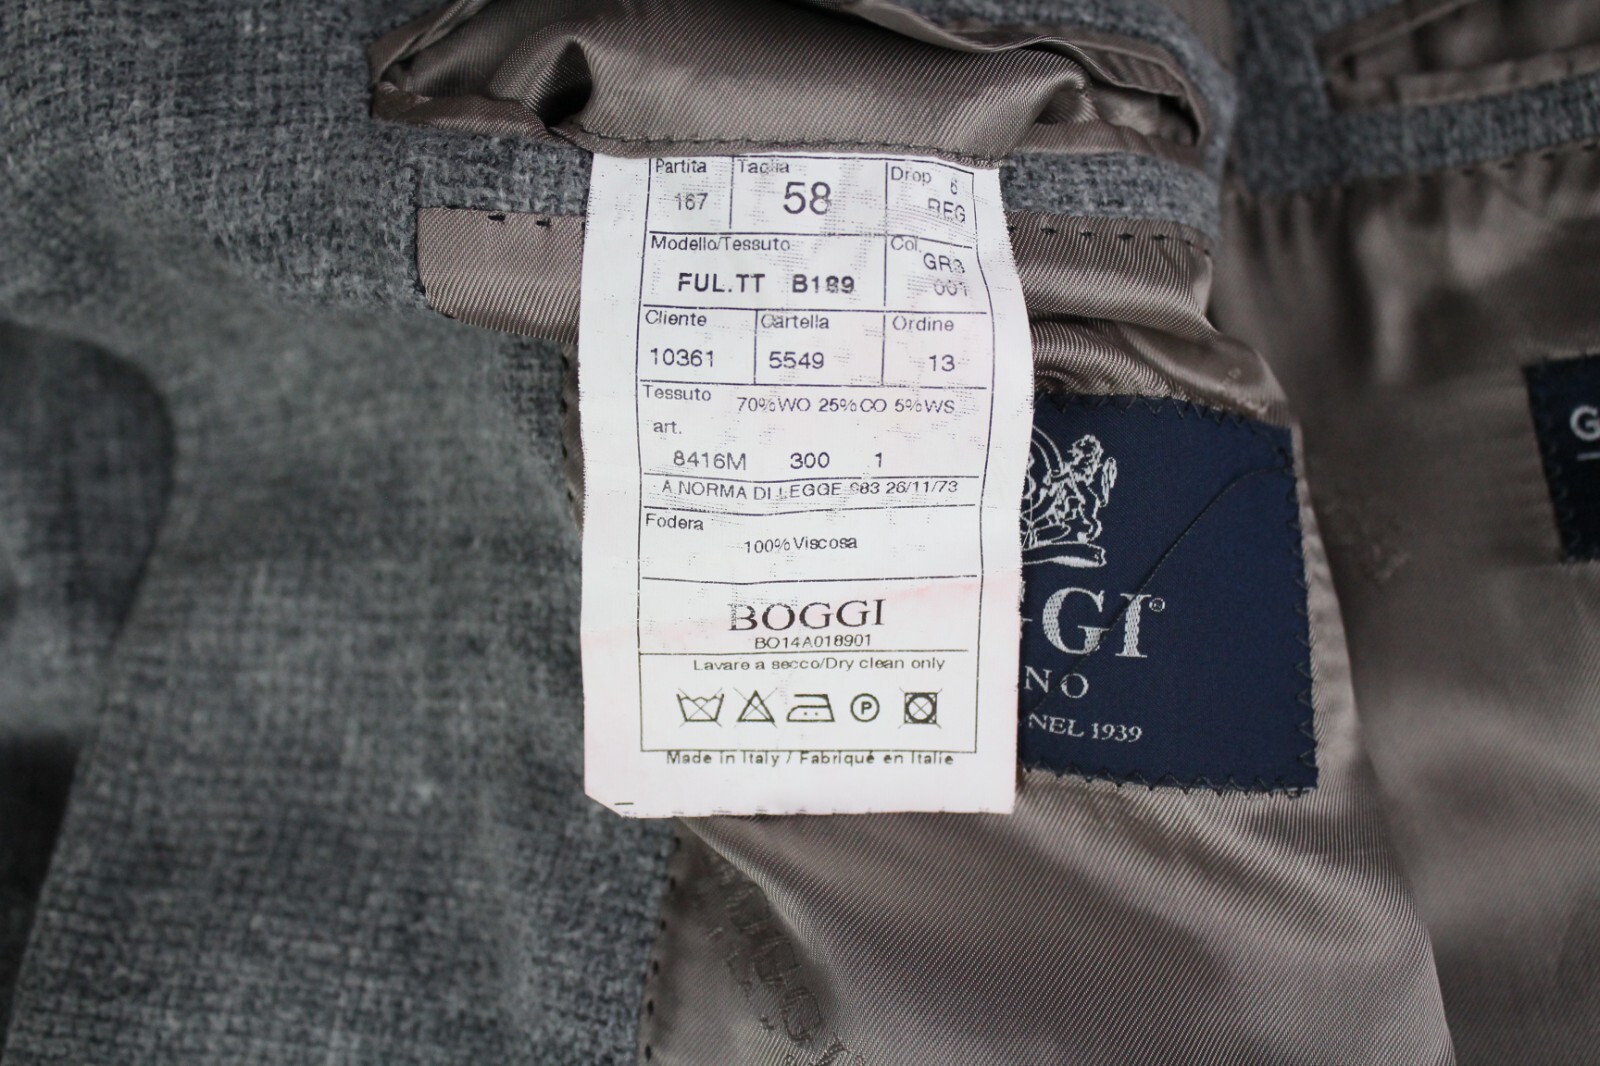 Partita Taglia Drop 6
167 58 REG
Modello/Tessuto Col.
FUL.TT B189 GR3
001
Cliente Cartella Ordine
10361 5549 13
Tessuto 70%WO 25%CO 5%WS
art.
8416M 300 1
A NORMA DI LEGGE 883 26/11/73
Fodera
100%Viscosa
BOGGI
BO14A018901
Lavare a secco/Dry clean only
P
Made in Italy / Fabriqué en Italie
GGI®
NO
NEL 1939
G